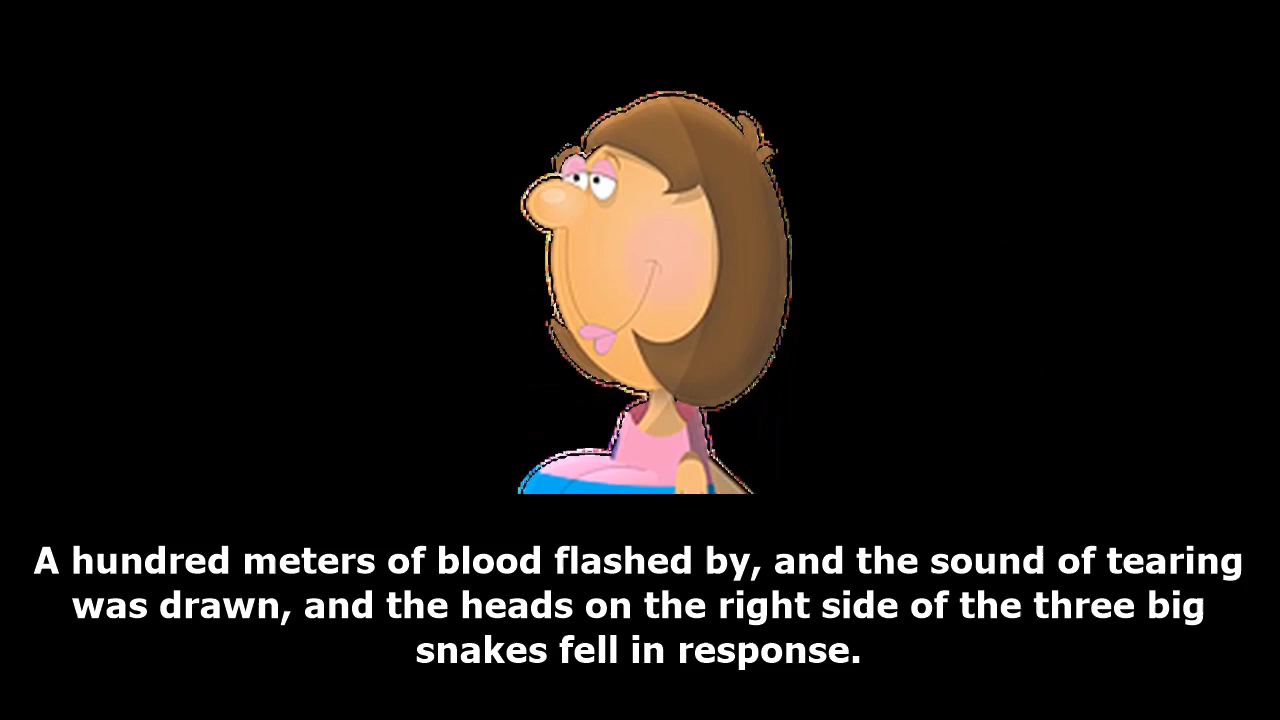 A hundred meters of blood flashed by, and the sound of tearing
was drawn, and the heads on the right side of the three big
snakes fell in response.